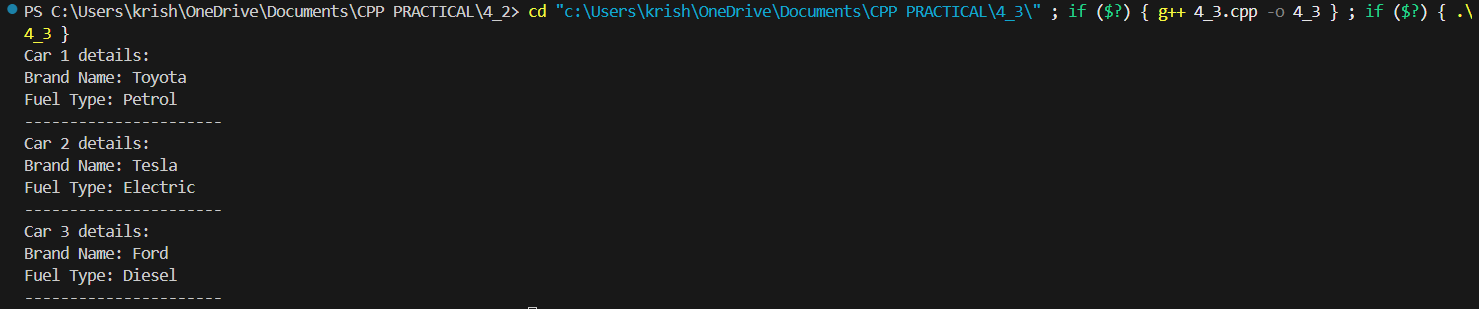 PS C:\Users\krish\OneDrive\Documents\CPP PRACTICAL\4_2> cd "c:\Users\krish\OneDrive\Documents\CPP PRACTICAL\4_3\" ; if ($?) { g++ 4_3.cpp -o 4_3 } ; if ($?) { .\
4_3 }
Car 1 details:
Brand Name: Toyota
Fuel Type: Petrol
----------------------
Car 2 details:
Brand Name: Tesla
Fuel Type: Electric
----------------------
Car 3 details:
Brand Name: Ford
Fuel Type: Diesel
----------------------